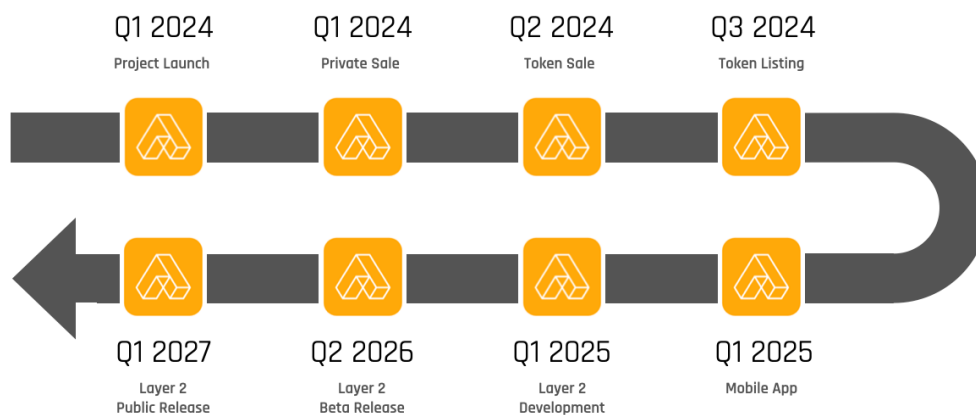 Q1 2024
Project Launch
Q1 2024
Private Sale
Q2 2024
Token Sale
Q3 2024
Token Listing
Q1 2025
Mobile App
Q1 2025
Layer 2
Development
Q2 2026
Layer 2
Beta Release
Q1 2027
Layer 2
Public Release